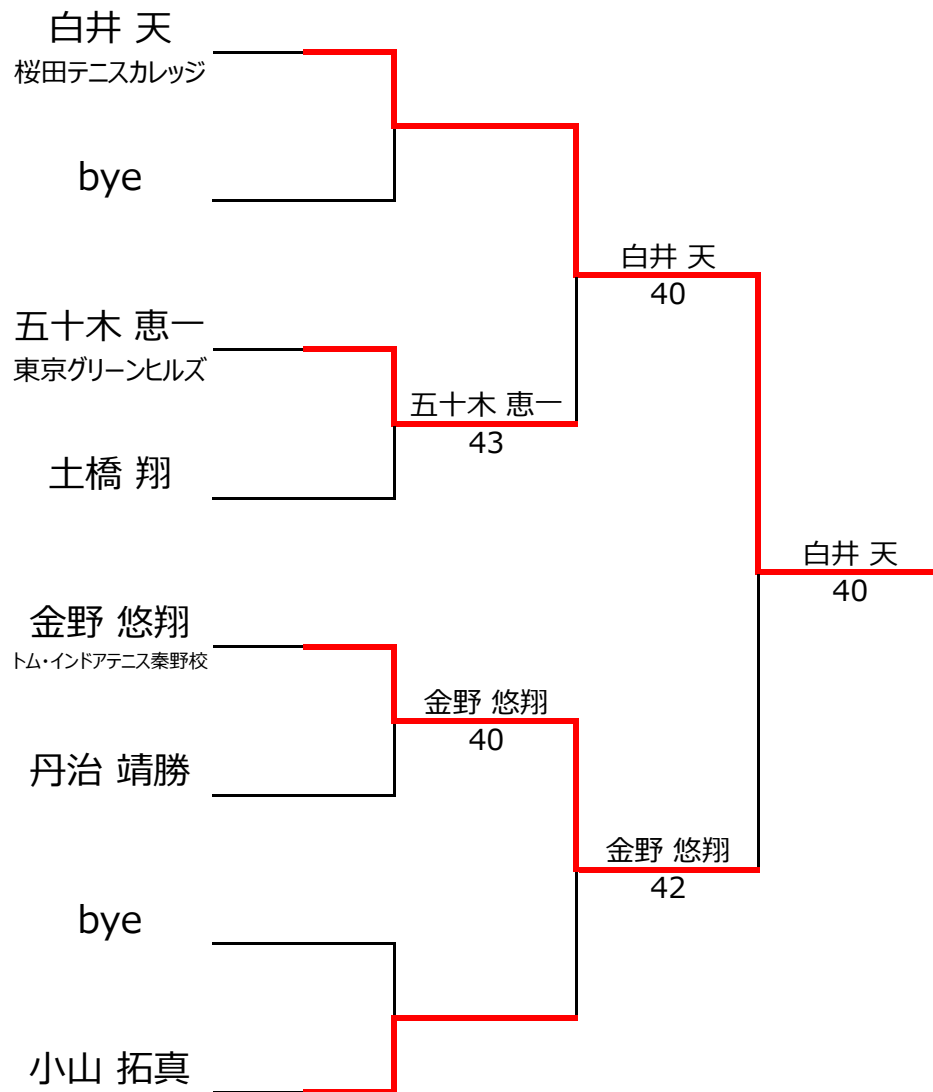 白井 天
桜田テニスカレッジ
bye
白井 天
40
五十木 恵一
東京グリーンヒルズ
五十木 恵一
43
土橋 翔
白井 天
40
金野 悠翔
トム・インドアテニス秦野校
金野 悠翔
40
丹治 靖勝
金野 悠翔
42
bye
小山 拓真